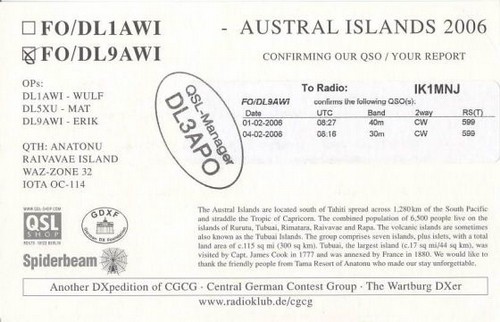 FO/DL1AWI
- AUSTRAL ISLANDS 2006
FO/DL9AWI
CONFIRMING OUR QSO / YOUR REPORT
OPs:
DL1AWI - WULF
DL5XU - MAT
DL9AWI - ERIK
QTH: ANATONU
RAIVAVAE ISLAND
WAZ-ZONE 32
IOTA OC-114
QSL-Manager
DL3APO
To Radio: IK1MNJ
FO/DL9AWI confirms the following QSO(s):
Date UTC Band 2way RS(T)
01-02-2006 08:27 40m CW 599
04-02-2006 08:16 30m CW 599
WWW.QSL-SHOP.COM
QSL
SHOP
GDXF
Spiderbeam
The Austral Islands are located south of Tahiti spread across 1,280km of the South Pacific
and straddle the Tropic of Capricorn. The combined population of 6,500 people live on the
islands of Rurutu, Tubuai, Rimatara, Raivavae and Rapa. The volcanic islands are sometimes
also known as the Tubuai Islands. The group comprises seven islands, plus islets, with a total
land area of c.115 sq mi (300 sq km). Tubuai, the largest island (c.17 sq mi/44 sq km), was
visited by Capt. James Cook in 1777 and was annexed by France in 1880. We would like to
thank the friendly people from Tama Resort of Anatonu who made our stay unforgettable.
Another DXpedition of CGCG · Central German Contest Group · The Wartburg DXer
www.radioklub.de/cgcg